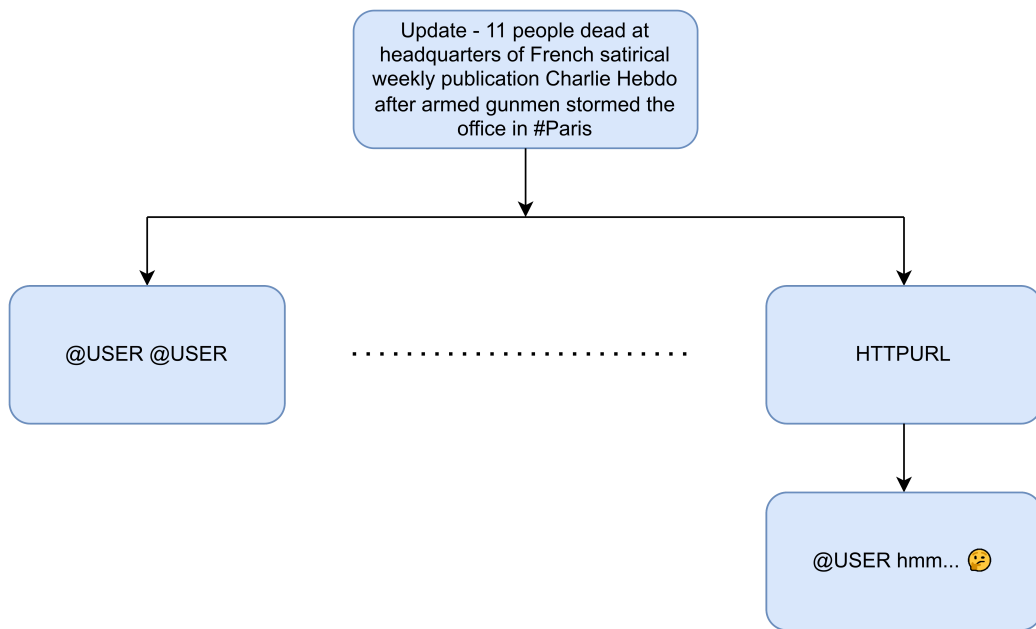 Update - 11 people dead at
headquarters of French satirical
weekly publication Charlie Hebdo
after armed gunmen stormed the
office in #Paris
@USER @USER
HTTPURL
@USER hmm... 🤔